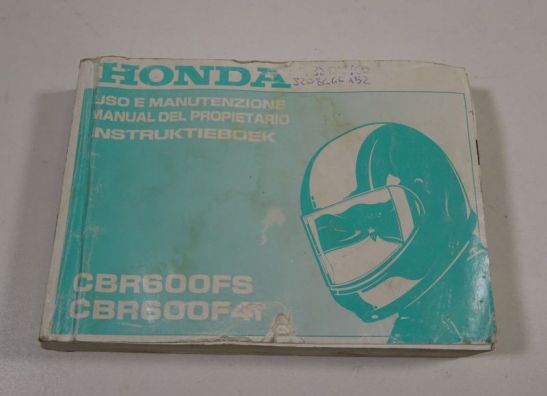 HONDA
USO E MANUTENZIONE
MANUAL DEL PROPIETARIO
INSTRUKTIEBOEK
CBR600FS
CBR600F4i